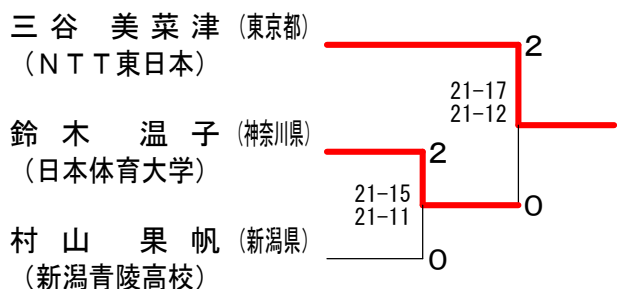 三谷 美菜津 (東京都)
(NTT東日本)
2
21-17
21-12
鈴木 温子 (神奈川県)
(日本体育大学)
2
21-15
21-11
0
村山 果帆 (新潟県)
(新潟青陵高校)
0